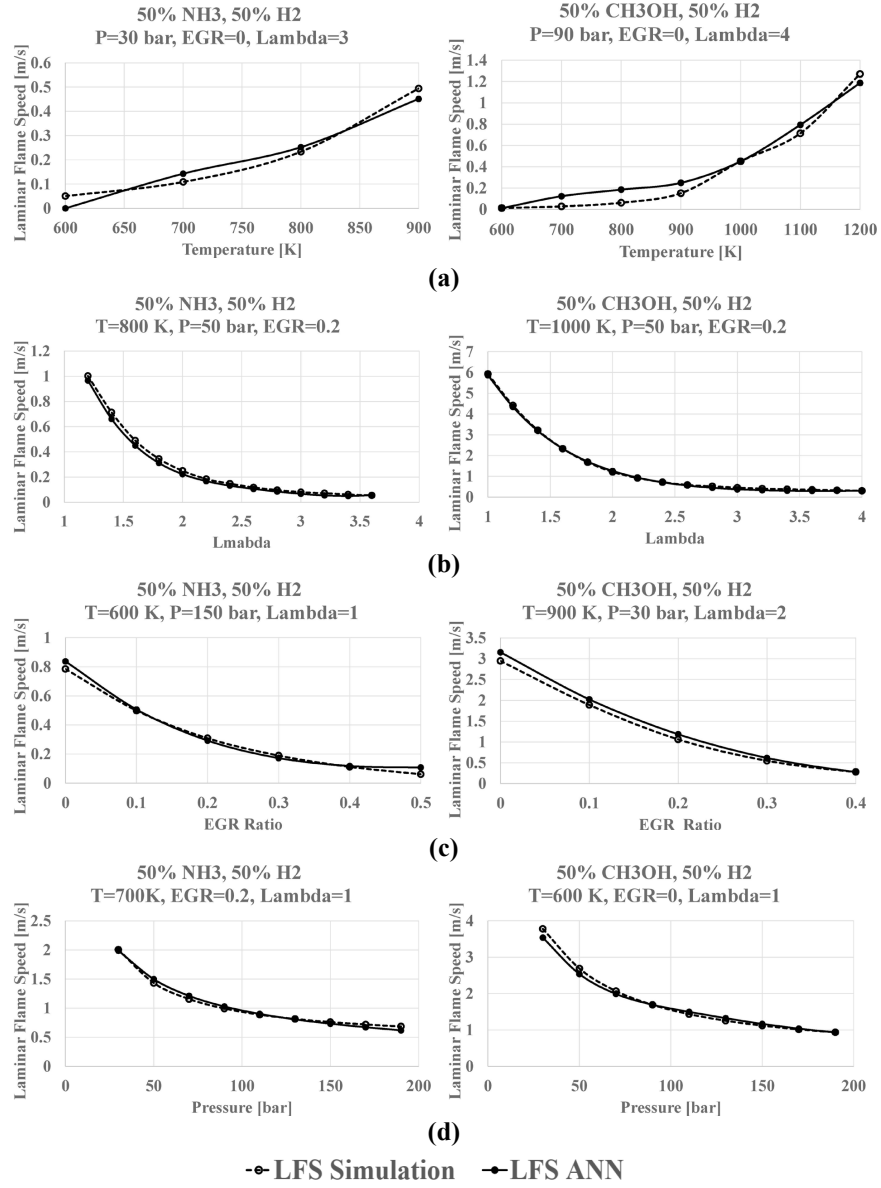 50% NH3, 50% H2
P=30 bar, EGR=0, Lambda=3
Laminar Flame Speed [m/s]
0.6
0.5
0.4
0.3
0.2
0.1
0
600 650 700 750 800 850 900
Temperature [K]
50% CH3OH, 50% H2
P=90 bar, EGR=0, Lambda=4
Laminar Flame Speed [m/s]
1.4
1.2
1
0.8
0.6
0.4
0.2
0
600 700 800 900 1000 1100 1200
Temperature [K]
(a)
50% NH3, 50% H2
T=800 K, P=50 bar, EGR=0.2
Laminar Flame Speed [m/s]
1.2
1
0.8
0.6
0.4
0.2
0
1 1.5 2 2.5 3 3.5 4
Lmabda
50% CH3OH, 50% H2
T=1000 K, P=50 bar, EGR=0.2
Laminar Flame Speed [m/s]
7
6
5
4
3
2
1
0
1 1.5 2 2.5 3 3.5 4
Lambda
(b)
50% NH3, 50% H2
T=600 K, P=150 bar, Lambda=1
Laminar Flame Speed [m/s]
1
0.8
0.6
0.4
0.2
0
0 0.1 0.2 0.3 0.4 0.5
EGR Ratio
50% CH3OH, 50% H2
T=900 K, P=30 bar, Lambda=2
Laminar Flame Speed [m/s]
3.5
3
2.5
2
1.5
1
0.5
0
0 0.1 0.2 0.3 0.4
EGR Ratio
(c)
50% NH3, 50% H2
T=700K, EGR=0.2, Lambda=1
Laminar Flame Speed [m/s]
2.5
2
1.5
1
0.5
0
0 50 100 150 200
Pressure [bar]
50% CH3OH, 50% H2
T=600 K, EGR=0, Lambda=1
Laminar Flame Speed [m/s]
4
3
2
1
0
0 50 100 150 200
Pressure [bar]
(d)
LFS Simulation LFS ANN